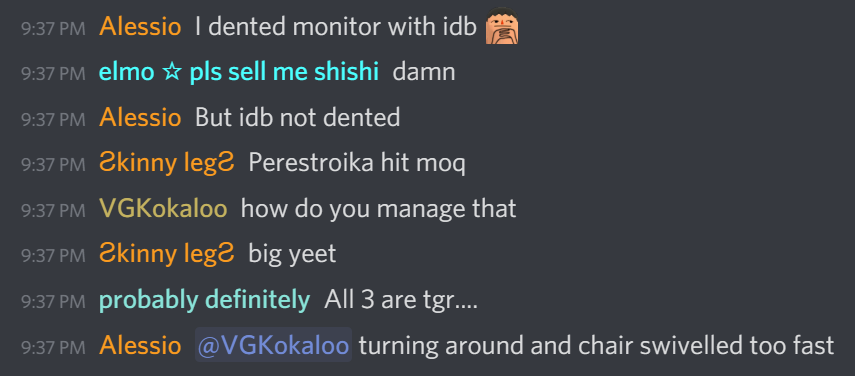 9:37 PM Alessio I dented monitor with idb
9:37 PM elmo ☆ pls sell me shishi damn
9:37 PM Alessio But idb not dented
9:37 PM Ƨkinny legƧ Perestroika hit moq
9:37 PM VGKokaloo how do you manage that
9:37 PM Ƨkinny legƧ big yeet
9:37 PM probably definitely All 3 are tgr....
9:37 PM Alessio @VGKokaloo turning around and chair swivelled too fast